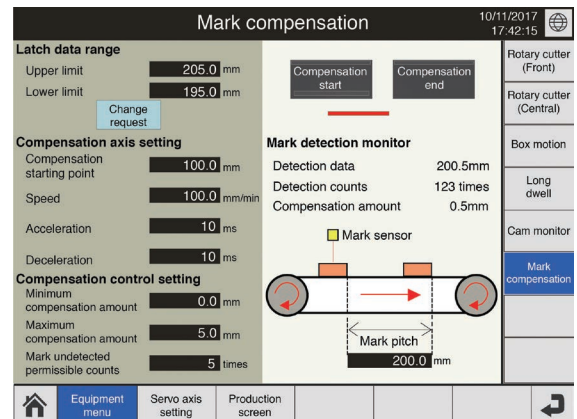 Mark compensation
10/11/2017
17:42:15
Latch data range
Upper limit 205.0 mm
Lower limit 195.0 mm
Change
request
Compensation axis
setting
Compensation
starting point 100.0 mm
Speed 100.0 mm/min
Acceleration 10 ms
Deceleration 10 ms
Compensation control setting
Minimum
compensation amount 0.0 mm
Maximum
compensation amount 5.0 mm
Mark undetected
permissible counts 5 times
Compensation
start
Compensation
end
Mark detection monitor
Detection data 200.5mm
Detection counts 123 times
Compensation amount 0.5mm
Mark sensor
Mark pitch
200.0 mm
Rotary cutter
(Front)
Rotary cutter
(Central)
Box motion
Long
dwell
Cam monitor
Mark
compensation
Equipment
menu
Servo axis
setting
Production
screen